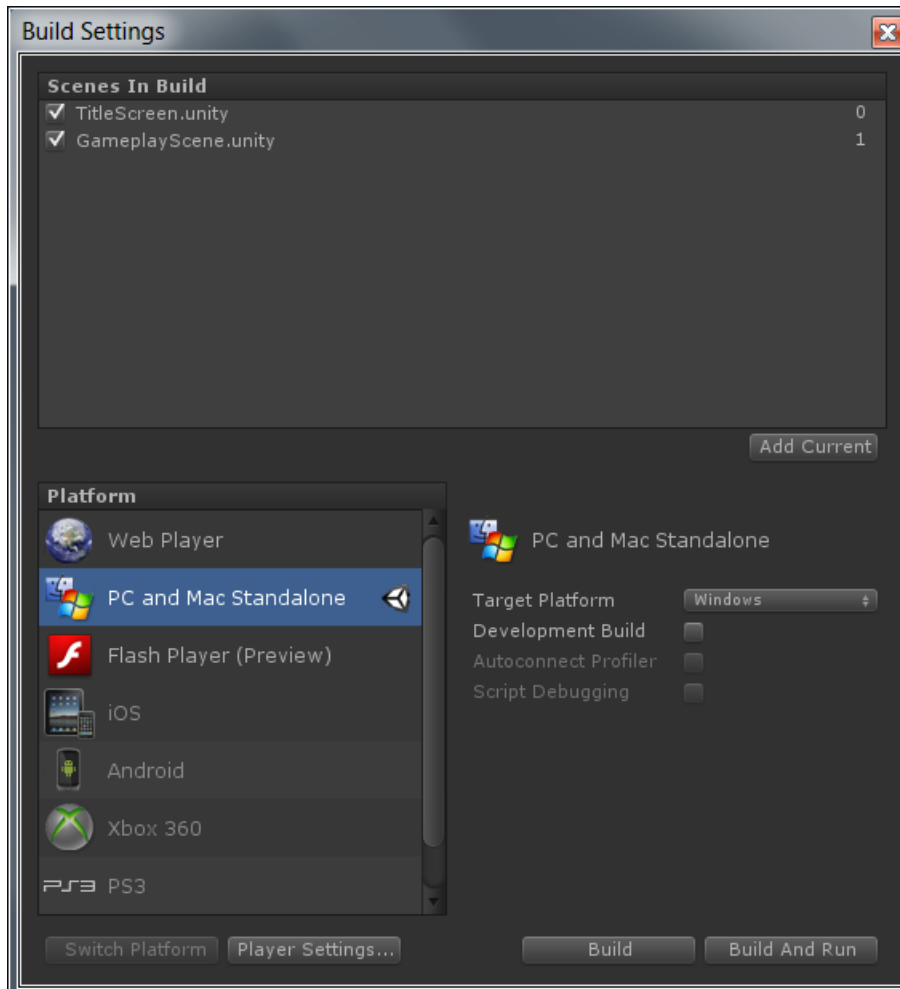 Build Settings
Scenes In Build
TitleScreen.unity 0
GameplayScene.unity 1
Add Current
Platform
Web Player
PC and Mac Standalone
Flash Player (Preview)
iOS
Android
Xbox 360
PS3 PS3
PC and Mac Standalone
Target Platform Windows
Development Build
Autoconnect Profiler
Script Debugging
Switch Platform Player Settings... Build Build And Run